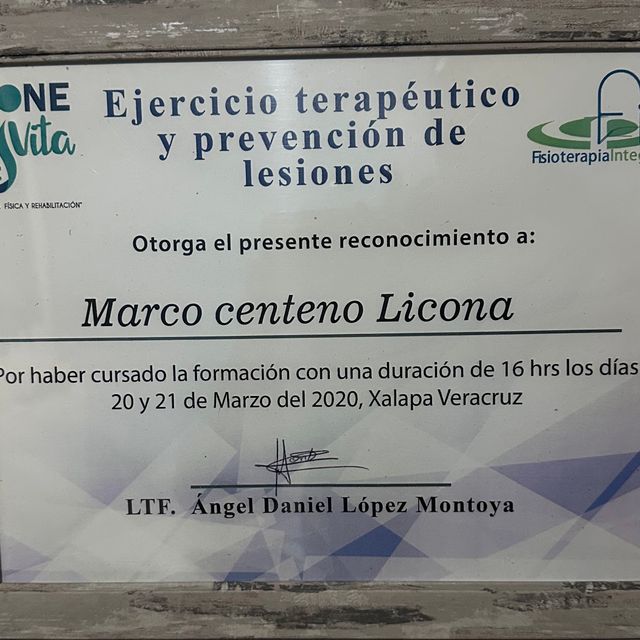 ONE
Vita
FÍSICA Y REHABILITACIÓN"
Ejercicio terapéutico
y prevención de
lesiones
FisioterapiaInteg
Otorga el presente reconocimiento a:
Marco centeno Licona
Por haber cursado la formación con una duración de 16 hrs los días
20 y 21 de Marzo del 2020, Xalapa Veracruz
LTF. Ángel Daniel López Montoya